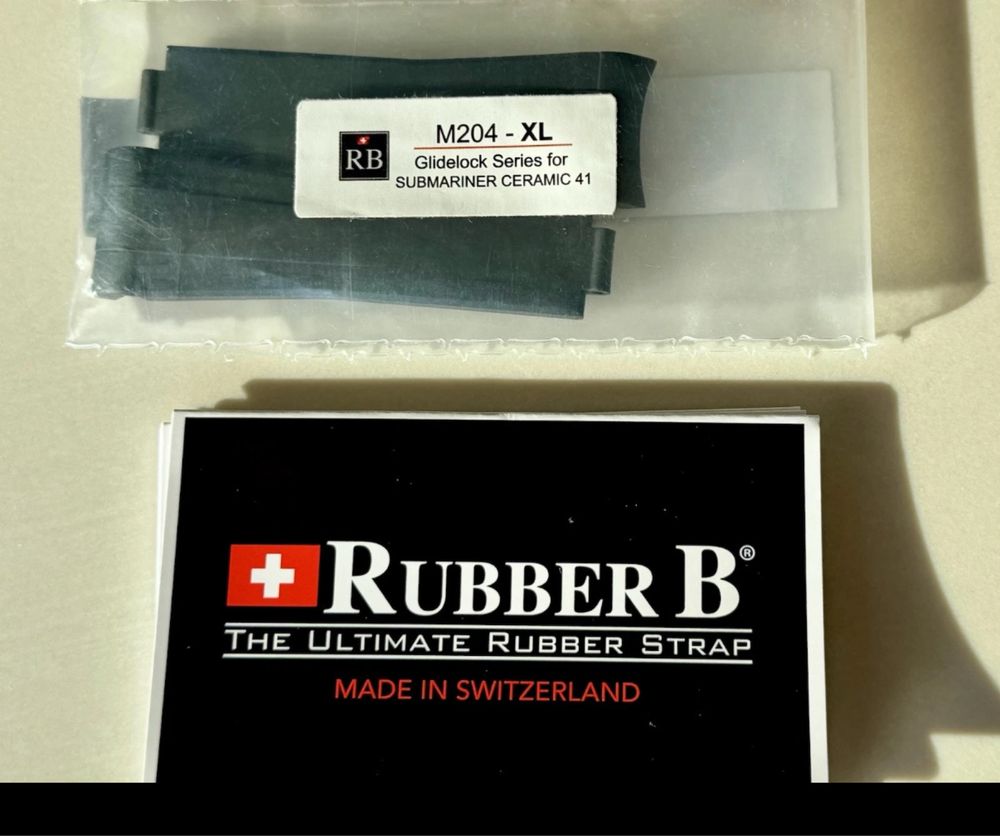 M204 - XL
RB
Glidelock Series for
SUBMARINER CERAMIC 41
RUBBER B®
THE ULTIMATE RUBBER STRAP
MADE IN SWITZERLAND